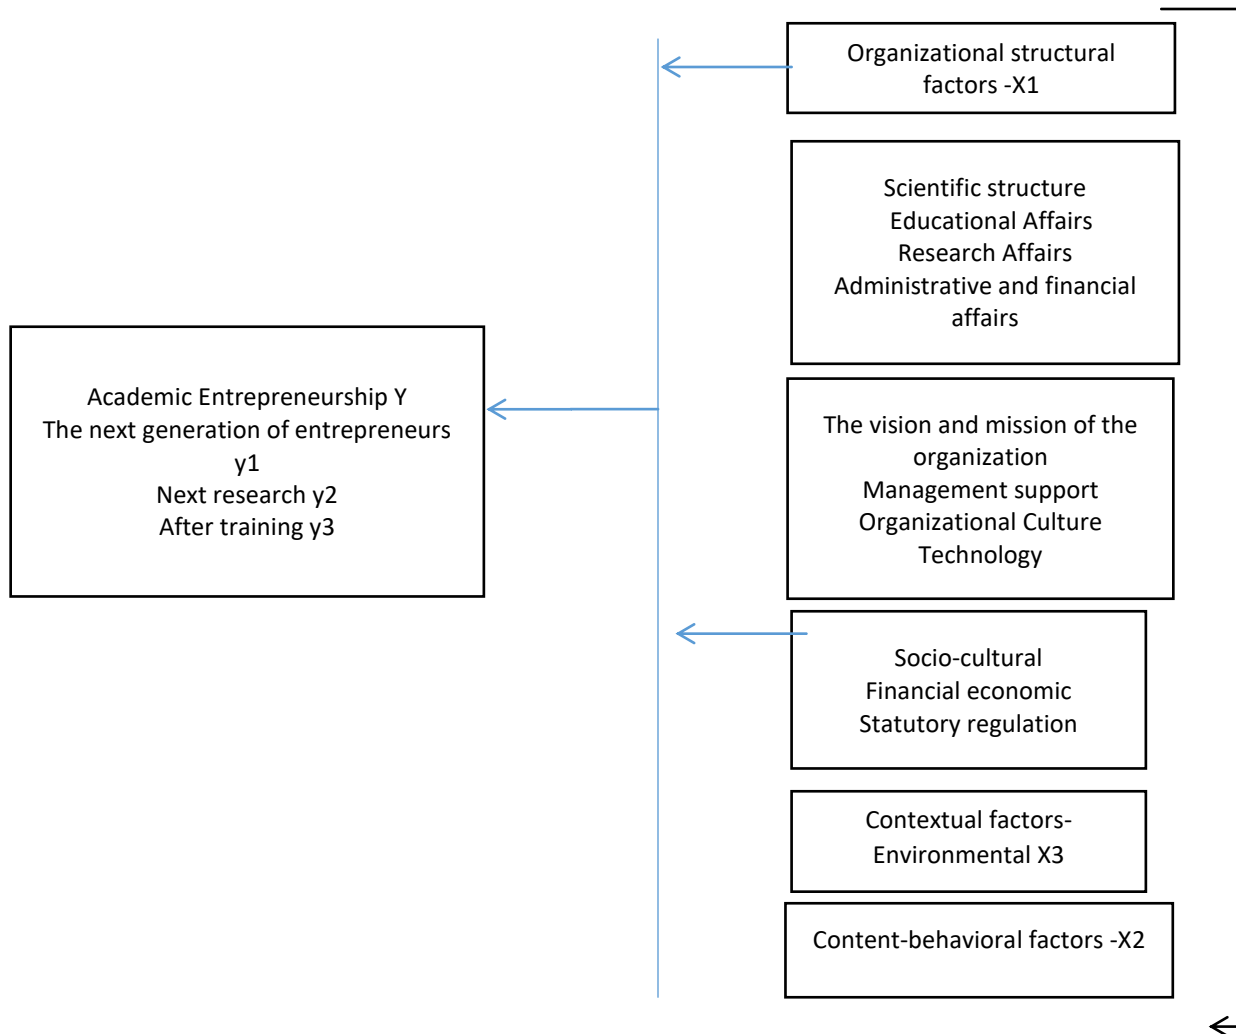 Organizational structural
factors -X1
Scientific structure
Educational Affairs
Research Affairs
Administrative and financial
affairs
Academic Entrepreneurship Y
The next generation of entrepreneurs
y1
Next research y2
After training y3
The vision and mission of the
organization
Management support
Organizational Culture
Technology
Socio-cultural
Financial economic
Statutory regulation
Contextual factors-
Environmental X3
Content-behavioral factors -X2